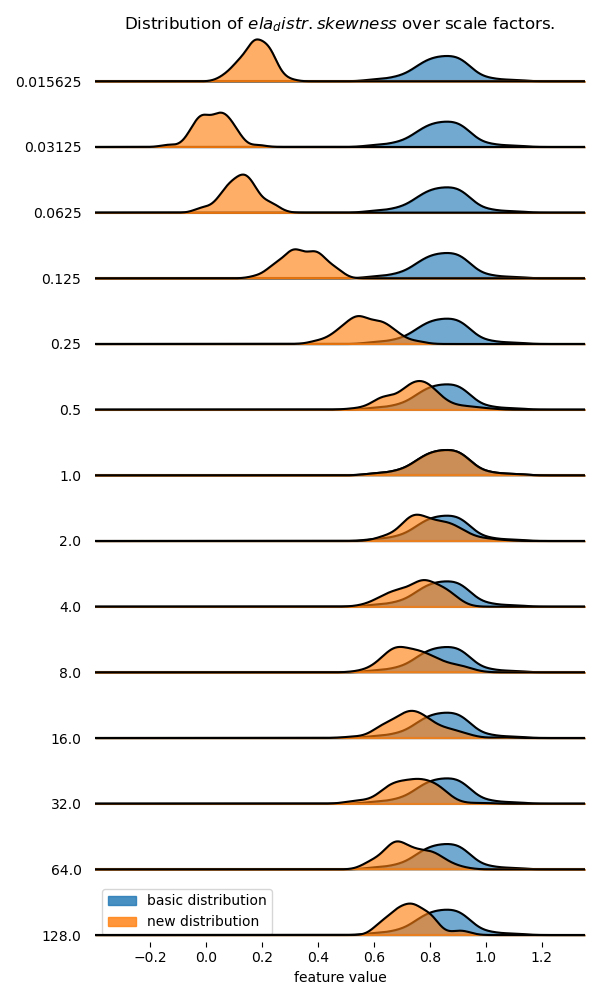 Distribution of ela_distr.skewness over scale factors.
0.015625
0.03125
0.0625
0.125
0.25
0.5
1.0
2.0
4.0
8.0
16.0
32.0
64.0
basic distribution
new distribution
128.0
−0.2 0.0 0.2 0.4 0.6 0.8 1.0 1.2
feature value